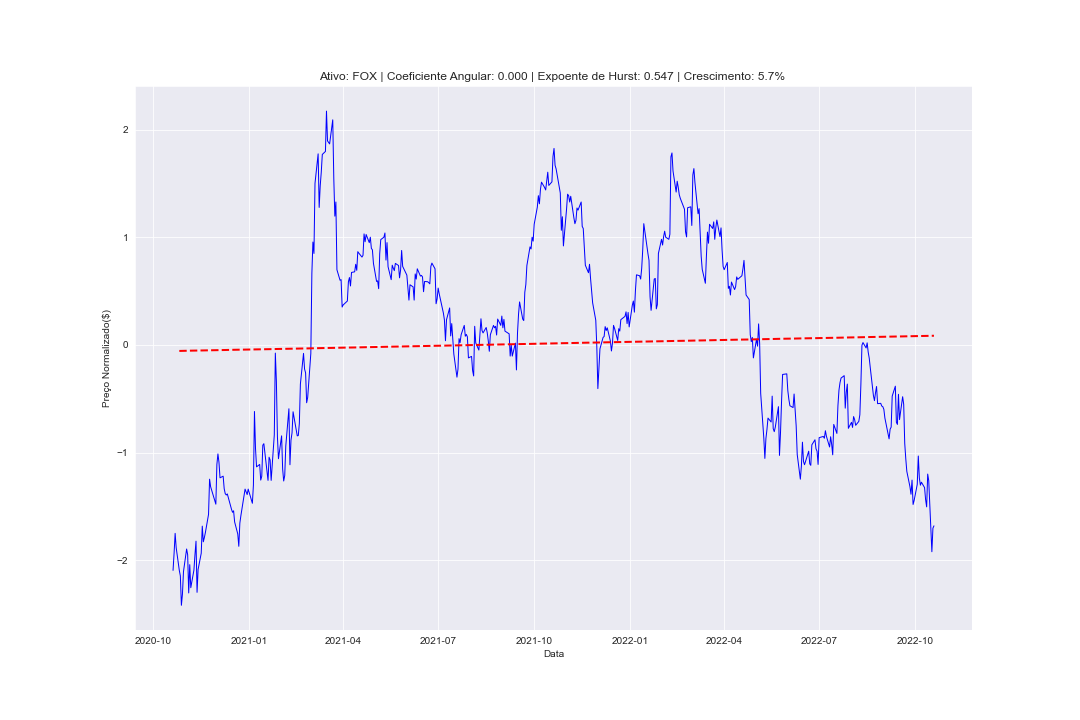 Ativo: FOX | Coeficiente Angular: 0.000 | Expoente de Hurst: 0.547 | Crescimento: 5.7%
2
1
0
−1
−2
Preço Normalizado($)
2020-10 2021-01 2021-04 2021-07 2021-10 2022-01 2022-04 2022-07 2022-10
Data